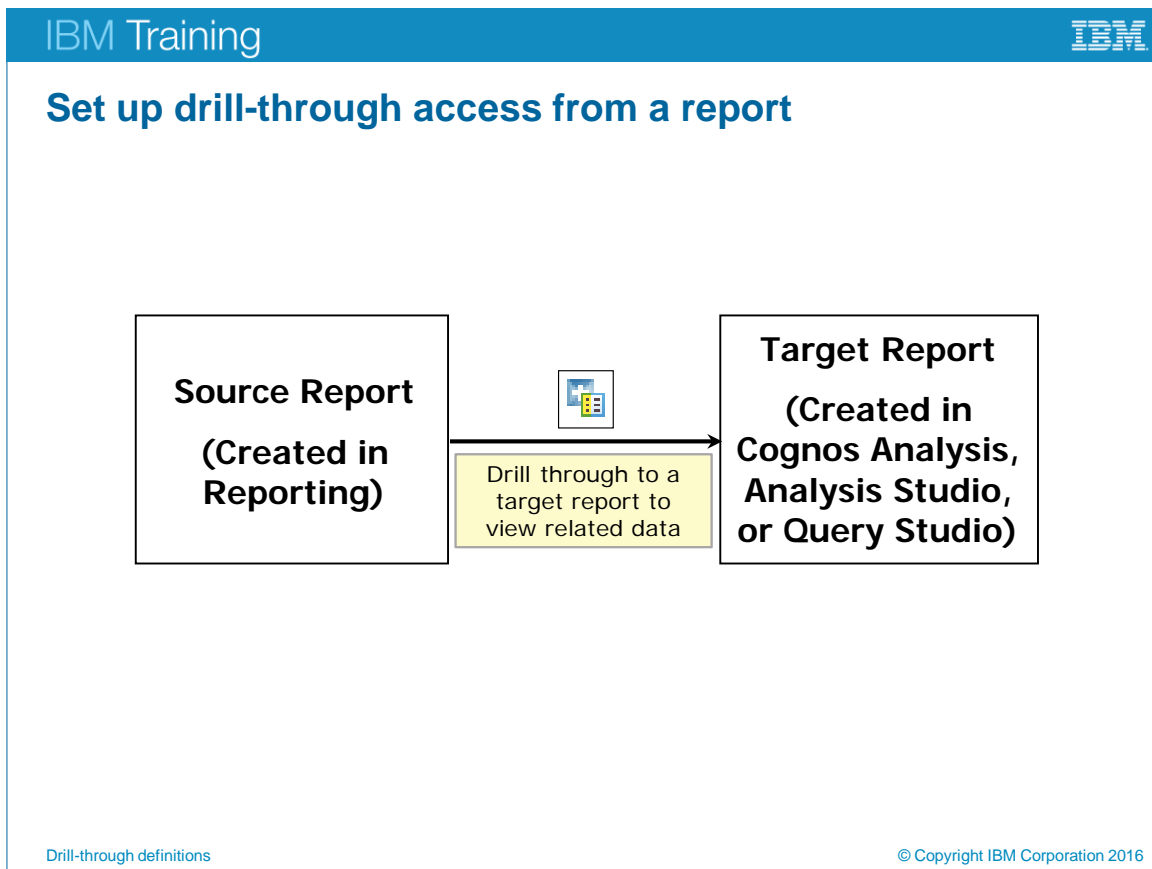 IBM Training
IBM
Set up drill-through access from a report
Source Report
(Created in
Reporting)
Drill through to a
target report to
view related data
Target Report
(Created in
Cognos Analysis,
Analysis Studio,
or Query Studio)
Drill-through definitions
© Copyright IBM Corporation 2016